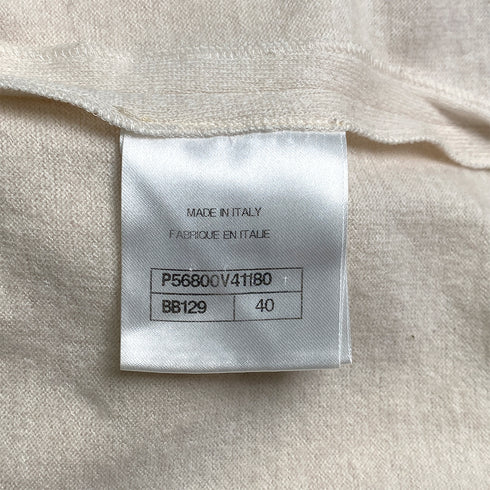 MADE IN ITALY
FABRIQUE EN ITALIE
P56800V41180
BB129 40